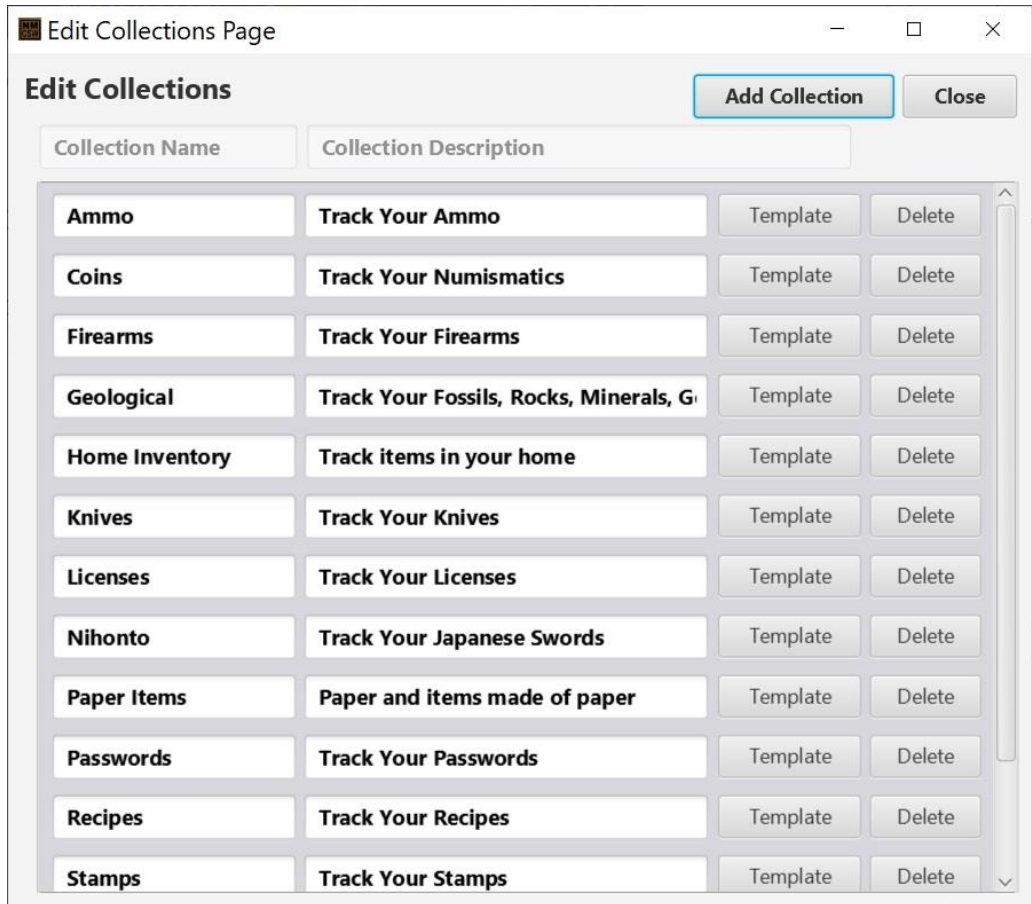 Edit Collections Page
Edit Collections Add Collection Close
Collection Name Collection Description
Ammo Track Your Ammo Template Delete
Coins Track Your Numismatics Template Delete
Firearms Track Your Firearms Template Delete
Geological Track Your Fossils, Rocks, Minerals, Template Delete
Home Inventory Track items in your home Template Delete
Knives Track Your Knives Template Delete
Licenses Track Your Licenses Template Delete
Nihonto Track Your Japanese Swords Template Delete
Paper Items Paper and items made of paper Template Delete
Passwords Track Your Passwords Template Delete
Recipes Track Your Recipes Template Delete
Stamps Track Your Stamps Template Delete